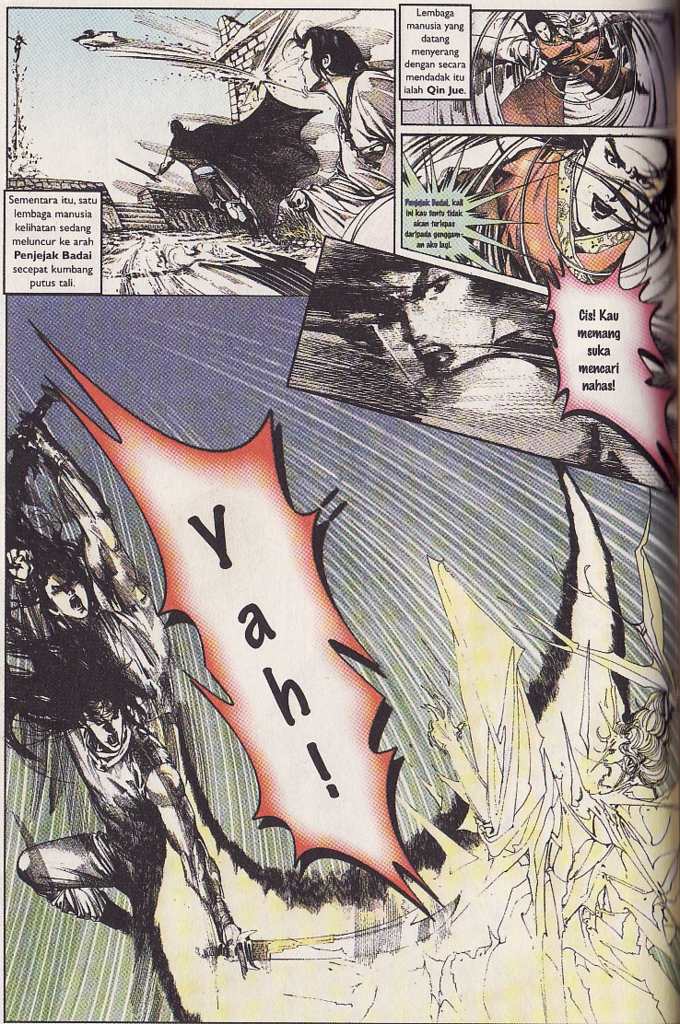 Sementara itu, satu
lembaga manusia
kelihatan sedang
meluncur ke arah
Penjejak Badai
secepat kumbang
putus tali.
Lembaga
manusia yang
datang
menyerang
dengan secara
mendadak itu
ialah Qin Jue.
Penjejak Badai, kali
ini kau tentu tidak
akan terlepas
daripada genggam-
an aku lagi.
Cis! Kau
memang
suka
mencari
nahas!
Yah!